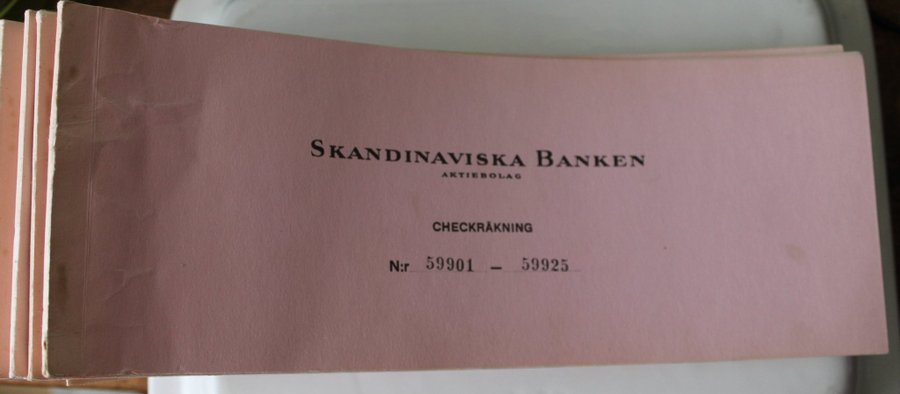 SKANDINAVISKA BANKEN
AKTIEBOLAG
CHECKRÄKNING
N:r 59901 — 59925